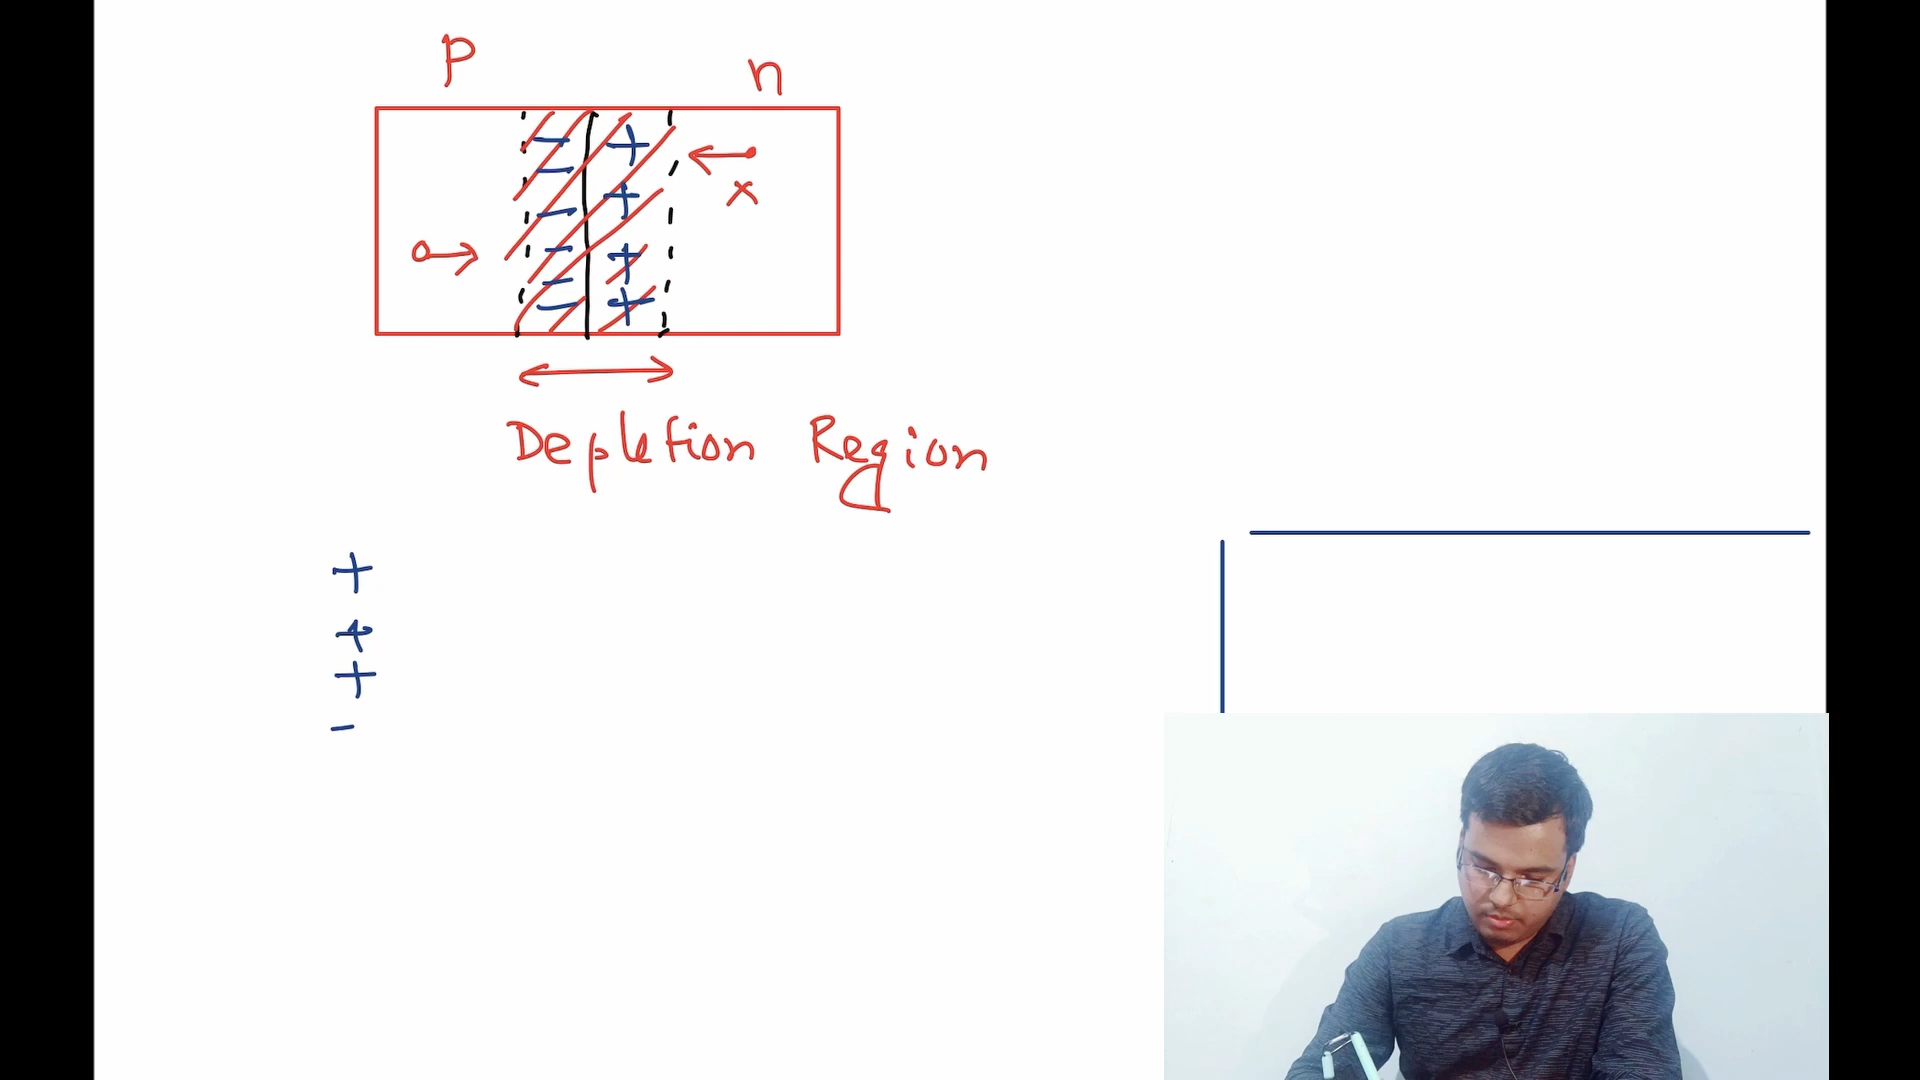 p
n
x
Depletion Region
+
+
+
-